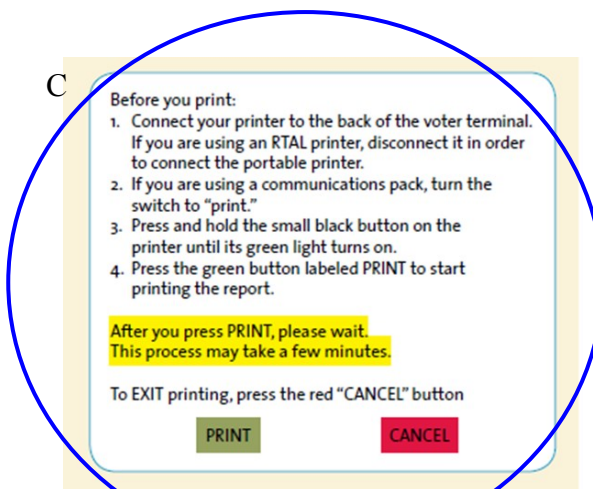 C
Before you print:
1. Connect your printer to the back of the voter terminal.
If you are using an RTAL printer, disconnect it in order
to connect the portable printer.
2. If you are using a communications pack, turn the
switch to “print.”
3. Press and hold the small black button on the
printer until its green light turns on.
4. Press the green button labeled PRINT to start
printing the report.
After you press PRINT, please wait.
This process may take a few minutes.
To EXIT printing, press the red “CANCEL” button
PRINT CANCEL